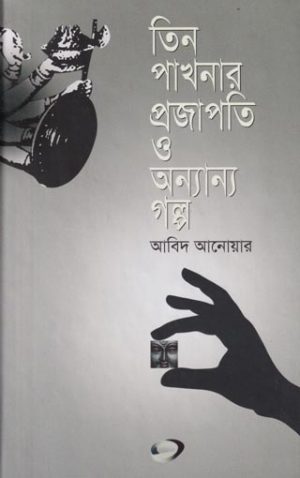 তিন
পাখনার
প্রজাপতি
ও
অন্যান্য
গল্প
আবিদ আনোয়ার